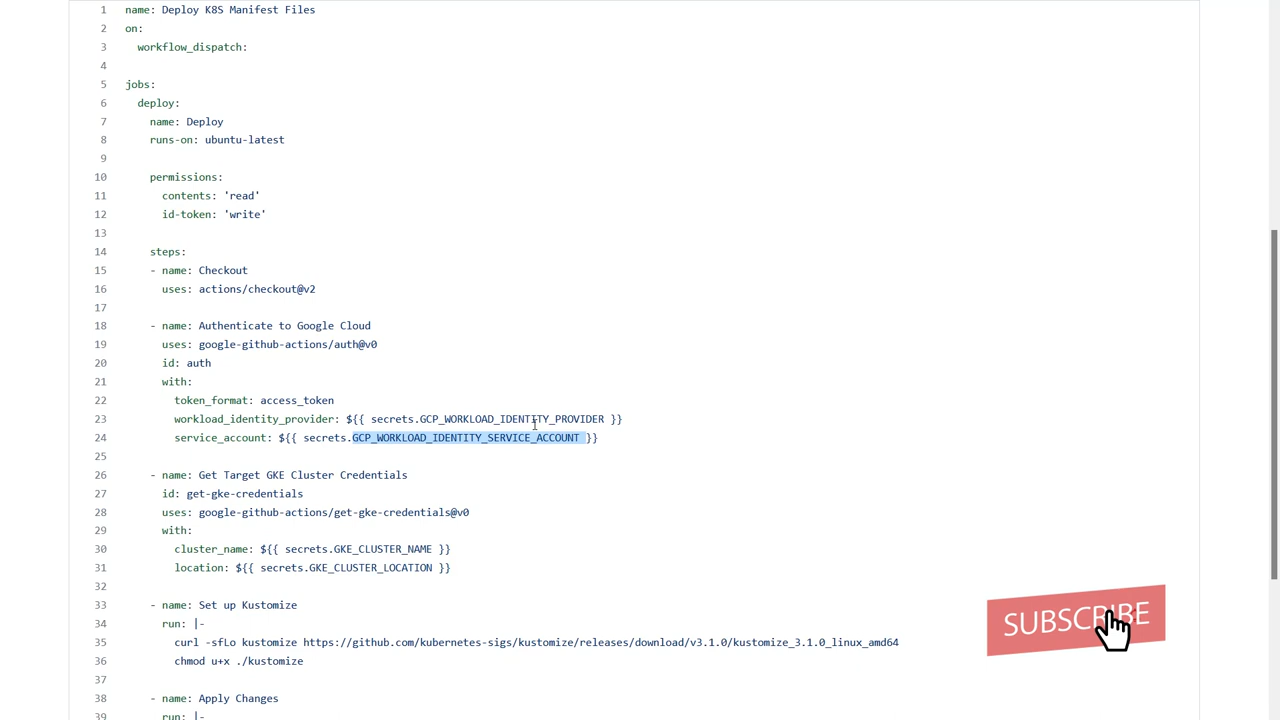 1 name: Deploy K8S Manifest Files
2 on:
3 workflow_dispatch:
4
5 jobs:
6 deploy:
7 name: Deploy
8 runs-on: ubuntu-latest
9
10 permissions:
11 contents: 'read'
12 id-token: 'write'
13
14 steps:
15 - name: Checkout
16 uses: actions/checkout@v2
17
18 - name: Authenticate to Google Cloud
19 uses: google-github-actions/auth@v0
20 id: auth
21 with:
22 token_format: access_token
23 workload_identity_provider: ${{ secrets.GCP_WORKLOAD_IDENTITY_PROVIDER }}
24 service_account: ${{ secrets.GCP_WORKLOAD_IDENTITY_SERVICE_ACCOUNT }}
25
26 - name: Get Target GKE Cluster Credentials
27 id: get-gke-credentials
28 uses: google-github-actions/get-gke-credentials@v0
29 with:
30 cluster_name: ${{ secrets.GKE_CLUSTER_NAME }}
31 location: ${{ secrets.GKE_CLUSTER_LOCATION }}
32
33 - name: Set up Kustomize
34 run: |-
35 curl -sfLo kustomize https://github.com/kubernetes-sigs/kustomize/releases/download/v3.1.0/kustomize_3.1.0_linux_amd64
36 chmod u+x ./kustomize
37
38 - name: Apply Changes
39 run: |-
SUBSCRIBE